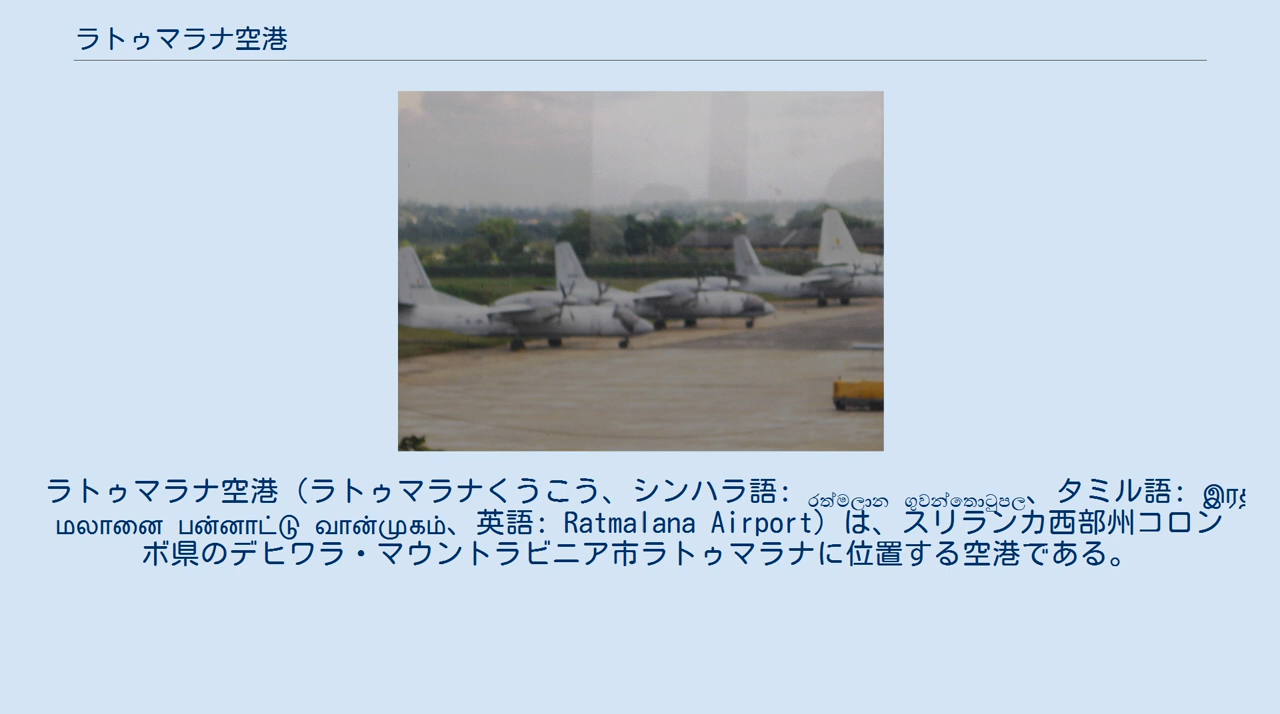 ラトゥマラナ空港
ラトゥマラナ空港（ラトゥマラナくうこう、シンハラ語: රත්මලාන ගුවන්තොටුපල、タミル語: இரத
மலானை பன்னாட்டு வான்முகம்、英語: Ratmalana Airport）は、スリランカ西部州コロン
ボ県のデヒワラ・マウントラビニア市ラトゥマラナに位置する空港である。